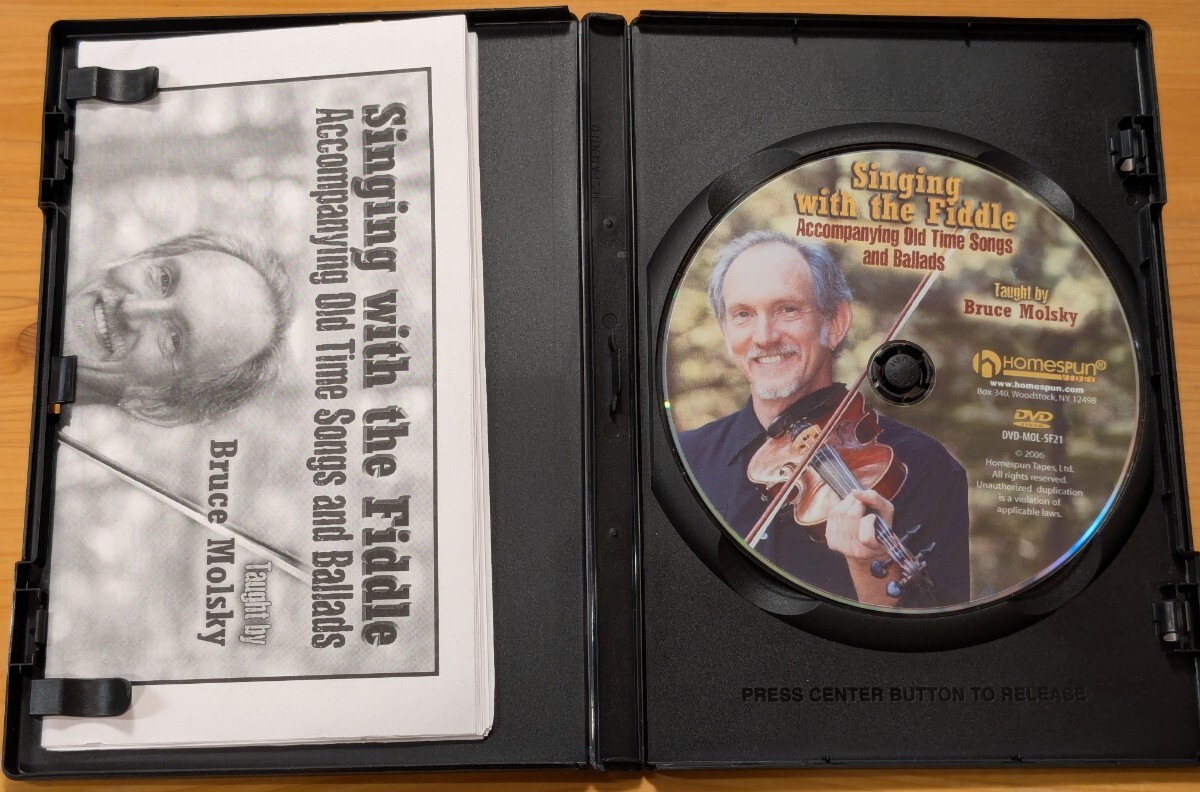 Singing with the Fiddle
Accompanying Old Time Songs and Ballads
Taught by
Bruce Molsky
Singing
with the Fiddle
Accompanying Old Time Songs
and Ballads
Taught by
Bruce Molsky
HOMESPUN®
VIDEO
www.homespun.com
Box 340, Woodstock, NY 12498
DVD
VIDEO
DVD-MOL-SF21
© 2006
Homespun Tapes, Ltd.
All rights reserved.
Unauthorized duplication
is a violation of
applicable laws.
PRESS CENTER BUTTON TO RELEASE